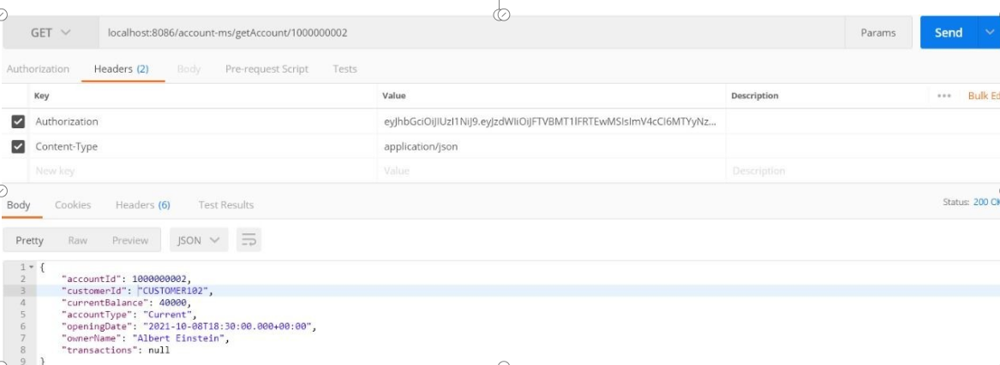 GET localhost:8086/account-ms/getAccount/1000000002 Params Send
Authorization Headers (2) Body Pre-request Script Tests
Key Value Description ••• Bulk Ed
Authorization eyJhbGciOiJIUzI1NiJ9.eyJzdWIiOiJFTVBMT1lFRTEwMSIsImV4cCI6MTYyNz...
Content-Type application/json
New key Value Description
Body Cookies Headers (6) Test Results Status: 200 OK
Pretty Raw Preview JSON
1 {
2 "accountId": 1000000002,
3 "customerId": "CUSTOMER102",
4 "currentBalance": 40000,
5 "accountType": "Current",
6 "openingDate": "2021-10-08T18:30:00.000+00:00",
7 "ownerName": "Albert Einstein",
8 "transactions": null
9 }